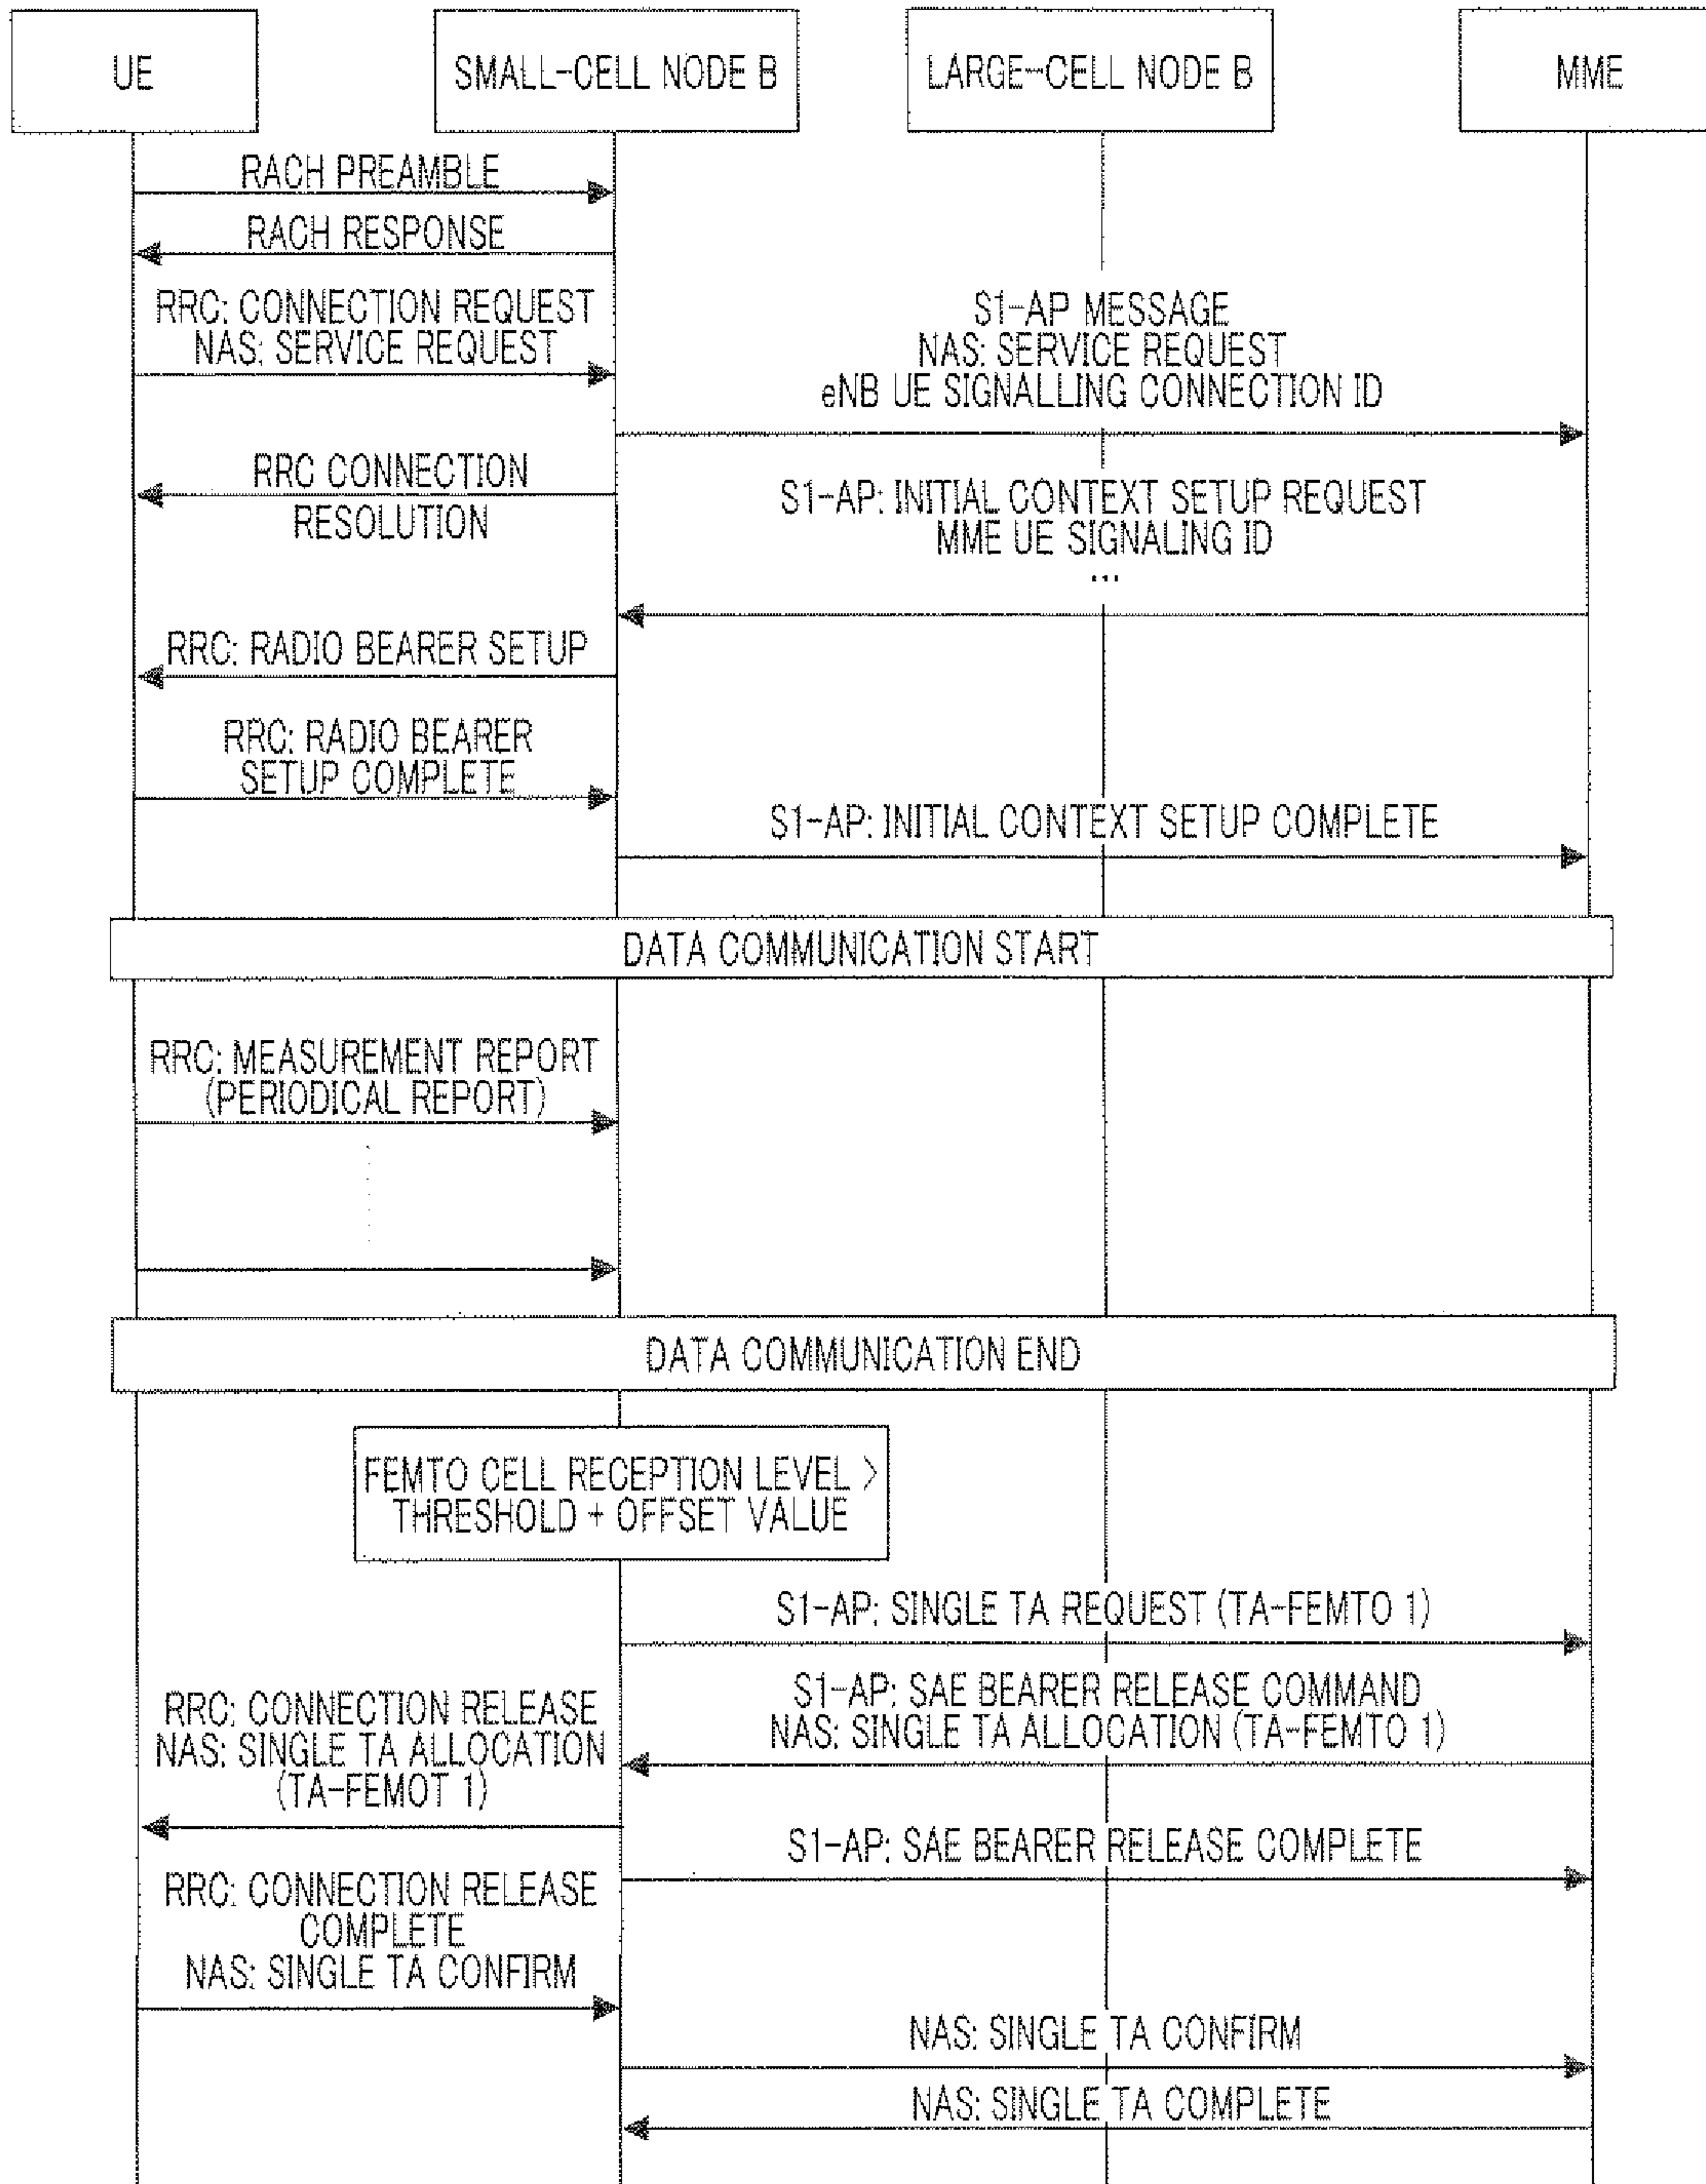 UE
SMALL-CELL NODE B
LARGE-CELL NODE B
MME
RACH PREAMBLE
RACH RESPONSE
RRC: CONNECTION REQUEST
NAS: SERVICE REQUEST
S1-AP MESSAGE
NAS: SERVICE REQUEST
eNB UE SIGNALLING CONNECTION ID
RRC CONNECTION
RESOLUTION
S1-AP: INITIAL CONTEXT SETUP REQUEST
MME UE SIGNALING ID
...
RRC: RADIO BEARER SETUP
RRC: RADIO BEARER
SETUP COMPLETE
S1-AP: INITIAL CONTEXT SETUP COMPLETE
DATA COMMUNICATION START
RRC: MEASUREMENT REPORT
(PERIODICAL REPORT)
DATA COMMUNICATION END
FEMTO CELL RECEPTION LEVEL >
THRESHOLD + OFFSET VALUE
S1-AP: SINGLE TA REQUEST (TA-FEMTO 1)
S1-AP: SAE BEARER RELEASE COMMAND
NAS: SINGLE TA ALLOCATION (TA-FEMTO 1)
RRC: CONNECTION RELEASE
NAS: SINGLE TA ALLOCATION
(TA-FEMOT 1)
S1-AP: SAE BEARER RELEASE COMPLETE
RRC: CONNECTION RELEASE
COMPLETE
NAS: SINGLE TA CONFIRM
NAS: SINGLE TA CONFIRM
NAS: SINGLE TA COMPLETE